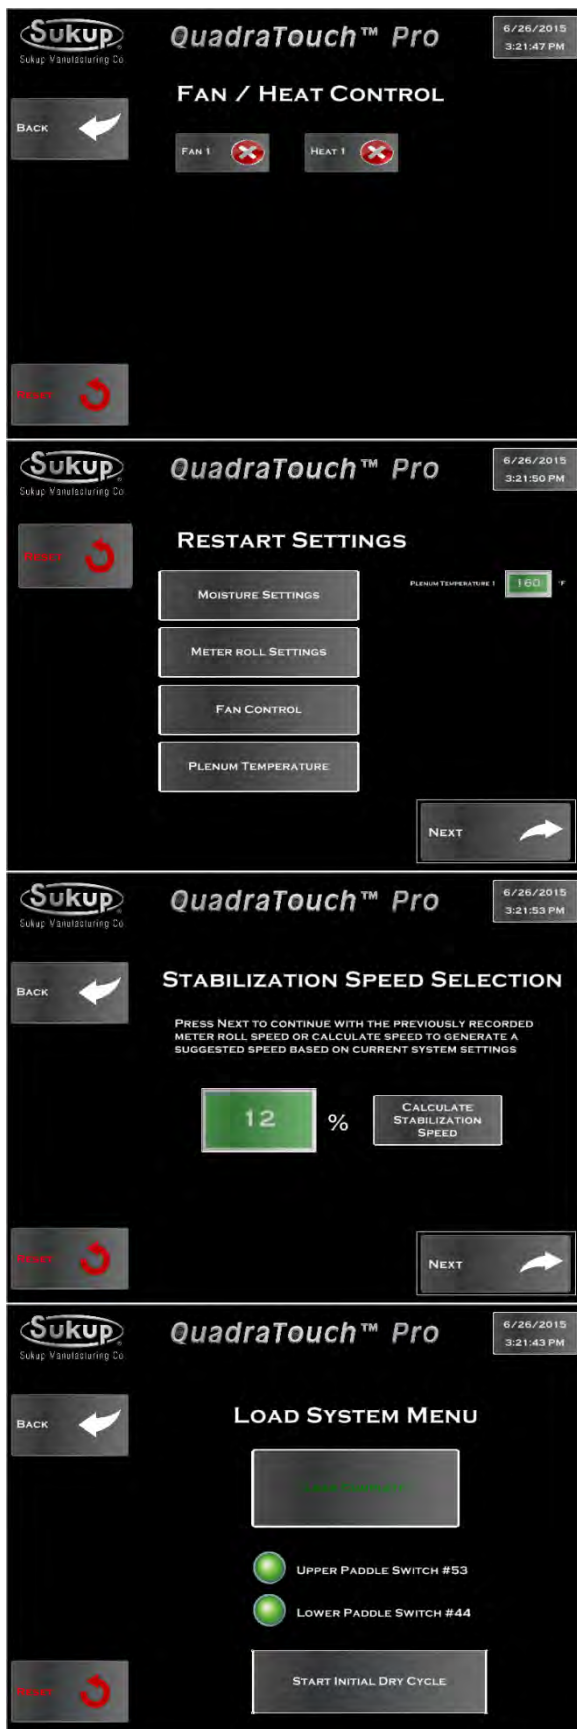 Sukup
QuadraTouch™ Pro
6/26/2015
Sukup Manufacturing Co.
3:21:47 PM
FAN / HEAT CONTROL
BACK
FAN 1
HEAT 1
RESET
Sukup
QuadraTouch™ Pro
6/26/2015
Sukup Manufacturing Co.
3:21:50 PM
RESET
RESTART SETTINGS
MOISTURE SETTINGS
PLENUM TEMPERATURE 1 160 °F
METER ROLL SETTINGS
FAN CONTROL
PLENUM TEMPERATURE
NEXT
Sukup
QuadraTouch™ Pro
6/26/2015
Sukup Manufacturing Co.
3:21:53 PM
BACK
STABILIZATION SPEED SELECTION
PRESS NEXT TO CONTINUE WITH THE PREVIOUSLY RECORDED
METER ROLL SPEED OR CALCULATE SPEED TO GENERATE A
SUGGESTED SPEED BASED ON CURRENT SYSTEM SETTINGS
12 %
CALCULATE
STABILIZATION
SPEED
RESET
NEXT
Sukup
QuadraTouch™ Pro
6/26/2015
Sukup Manufacturing Co.
3:21:43 PM
BACK
LOAD SYSTEM MENU
UPPER PADDLE SWITCH #53
LOWER PADDLE SWITCH #44
START INITIAL DRY CYCLE
RESET